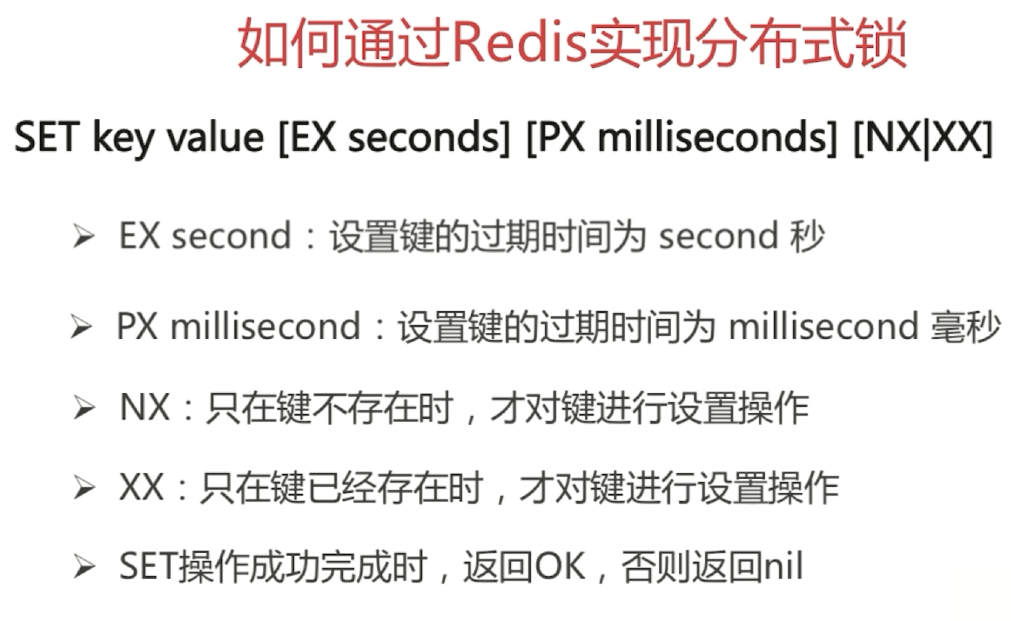 如何通过Redis实现分布式锁
SET key value [EX seconds] [PX milliseconds] [NX|XX]
➢ EX second：设置键的过期时间为 second 秒
➢ PX millisecond：设置键的过期时间为 millisecond 毫秒
➢ NX：只在键不存在时，才对键进行设置操作
➢ XX：只在键已经存在时，才对键进行设置操作
➢ SET操作成功完成时，返回OK，否则返回nil